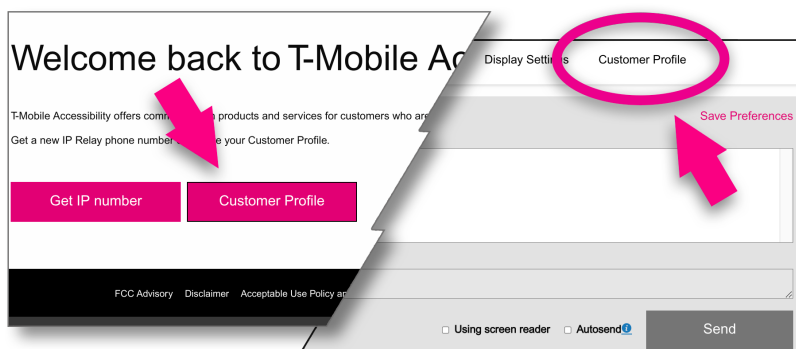 Welcome back to T-Mobile Ac
T-Mobile Accessibility offers comm products and services for customers who are
Get a new IP Relay phone number your Customer Profile.
Get IP number
Customer Profile
FCC Advisory Disclaimer Acceptable Use Policy
Display Settings Customer Profile
Save Preferences
Using screen reader
Autosend
Send